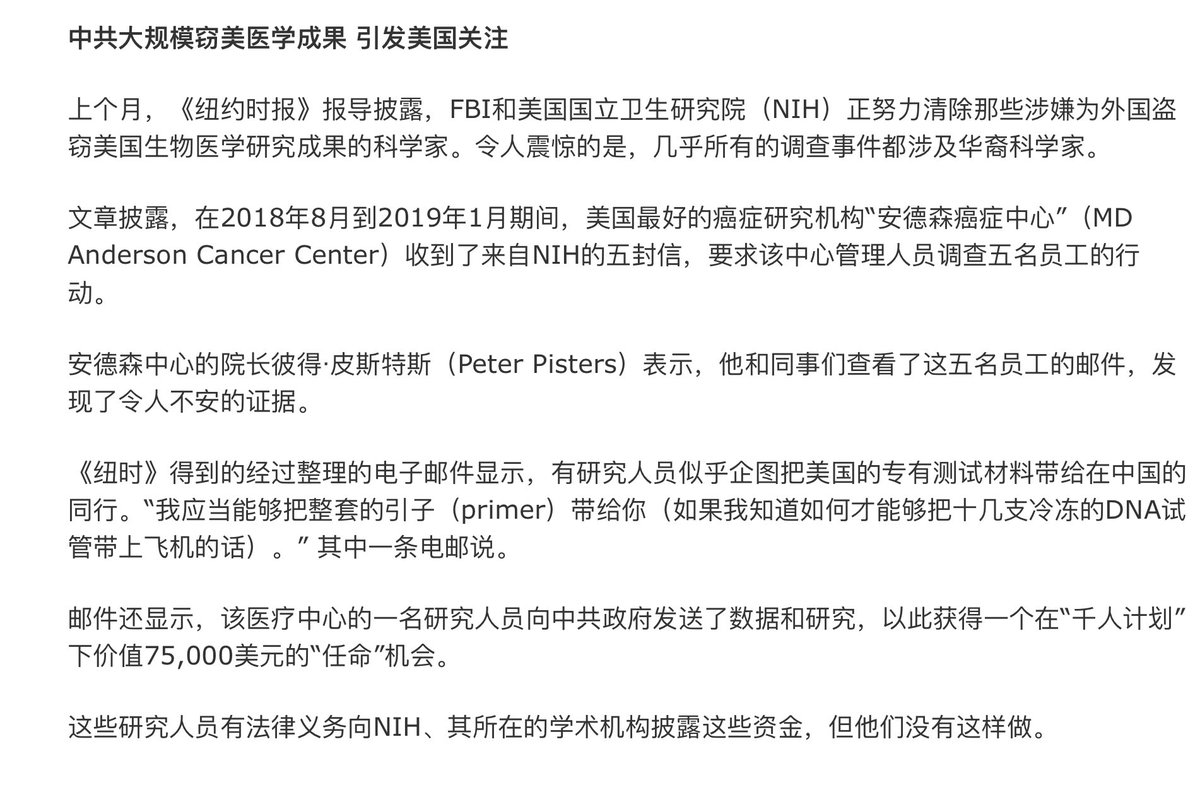 中共大规模窃美医学成果 引发美国关注
上个月，《纽约时报》报导披露，FBI和美国国立卫生研究院（NIH）正努力清除那些涉嫌为外国盗
窃美国生物医学研究成果的科学家。令人震惊的是，几乎所有的调查事件都涉及华裔科学家。
文章披露，在2018年8月到2019年1月期间，美国最好的癌症研究机构“安德森癌症中心”（MD
Anderson Cancer Center）收到了来自NIH的五封信，要求该中心管理人员调查五名员工的行
动。
安德森中心的院长彼得·皮斯特斯（Peter Pisters）表示，他和同事们查看了这五名员工的邮件，发
现了令人不安的证据。
《纽时》得到的经过整理的电子邮件显示，有研究人员似乎企图把美国的专有测试材料带给在中国的
同行。“我应当能够把整套的引子（primer）带给你（如果我知道如何才能够把十几支冷冻的DNA试
管带上飞机的话）。” 其中一条电邮说。
邮件还显示，该医疗中心的一名研究人员向中共政府发送了数据和研究，以此获得一个在“千人计划”
下价值75,000美元的“任命”机会。
这些研究人员有法律义务向NIH、其所在的学术机构披露这些资金，但他们没有这样做。